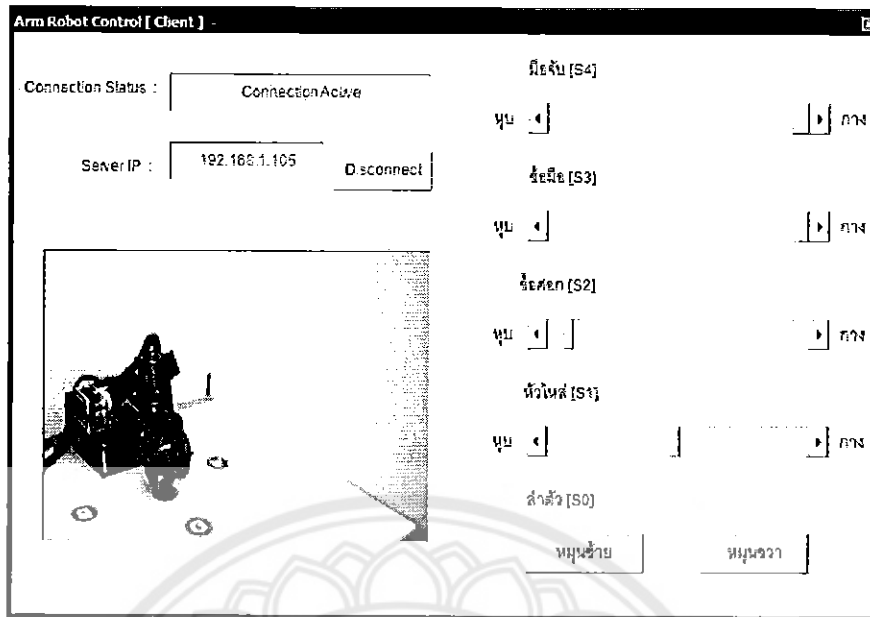 Arm Robot Control [ Client ] -
Connection Status :
Connection Active
Server IP :
192.168.1.105
Disconnect
มือจับ [S4]
หุบ
กาง
ข้อมือ [S3]
หุบ
กาง
ข้อศอก [S2]
หุบ
กาง
หัวไหล่ [S1]
หุบ
กาง
ลำตัว [S0]
หมุนซ้าย
หมุนขวา